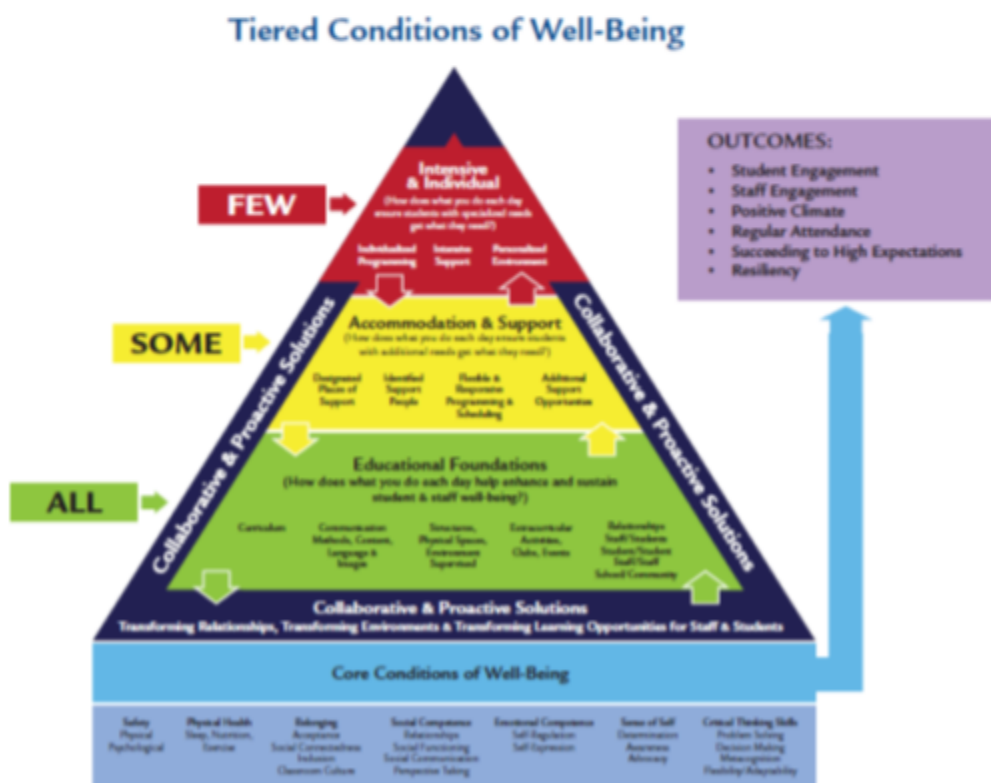 Tiered Conditions of Well-Being
OUTCOMES:
• Student Engagement
• Staff Engagement
• Positive Climate
• Regular Attendance
• Succeeding to High Expectations
• Resiliency
FEW
Intensive
& Individual
(How does what you do each day
ensure students with specialized needs
get what they need?)
Individualized
Programming
Intensive
Support
Personalized
Environment
SOME
Accommodation & Support
(How does what you do each day ensure students
with additional needs get what they need?)
Designated
Places of
Support
Identified
Support
People
Flexible &
Responsive
Programming &
Scheduling
Additional
Support
Opportunities
ALL
Educational Foundations
(How does what you do each day help enhance and sustain
student & staff well-being?)
Curriculum
Communication
Methods, Content,
Language &
Images
Structures,
Physical Spaces,
Environment
Supervised
Extracurricular
Activities,
Clubs, Events
Relationships
Staff/Students
Student/Student
Staff/Staff
School/Community
Collaborative & Proactive Solutions
Collaborative & Proactive Solutions
Collaborative & Proactive Solutions
Transforming Relationships, Transforming Environments & Transforming Learning Opportunities for Staff & Students
Core Conditions of Well-Being
Safety
Physical
Psychological
Physical Health
Sleep, Nutrition,
Exercise
Belonging
Acceptance
Social Connectedness
Inclusion
Classroom Culture
Social Competence
Relationships
Social Functioning
Social Communication
Perspective Taking
Emotional Competence
Self-Regulation
Self-Expression
Sense of Self
Determination
Awareness
Advocacy
Critical Thinking Skills
Problem Solving
Decision Making
Metacognition
Flexibility/Adaptability